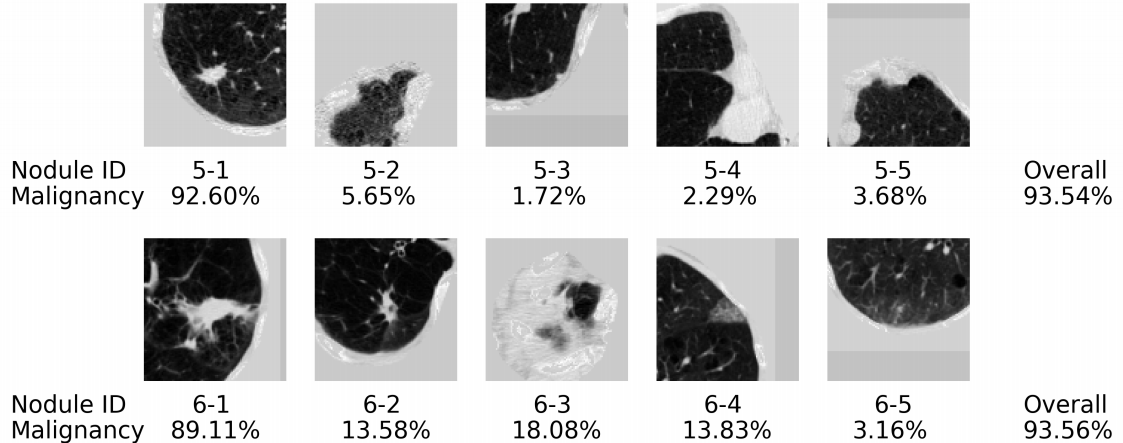 Nodule ID 5-1 5-2 5-3 5-4 5-5 Overall
Malignancy 92.60% 5.65% 1.72% 2.29% 3.68% 93.54%
Nodule ID 6-1 6-2 6-3 6-4 6-5 Overall
Malignancy 89.11% 13.58% 18.08% 13.83% 3.16% 93.56%